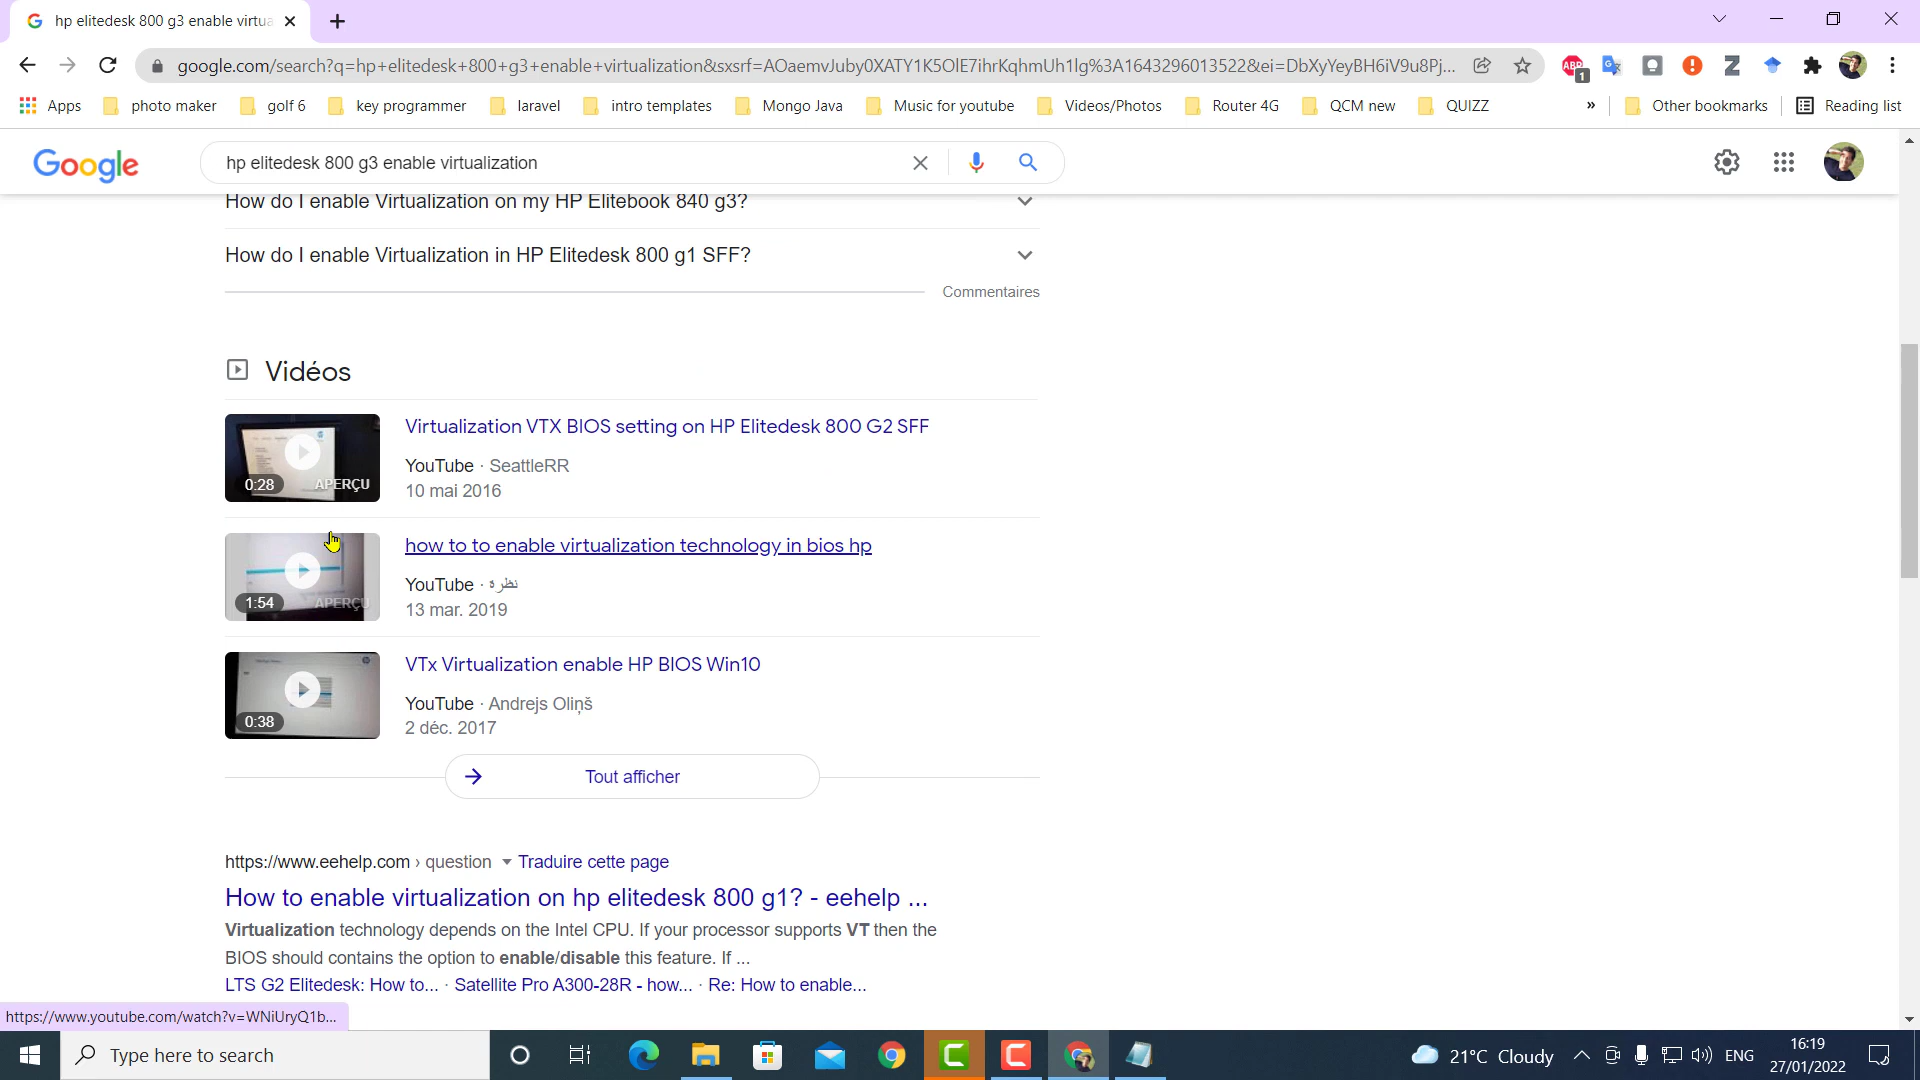 hp elitedesk 800 g3 enable virtua
google.com/search?q=hp+elitedesk+800+g3+enable+virtualization&sxsrf=AOaemvJuby0XATY1K5OlE7ihrKqhmUh1lg%3A1643296013522&ei=DbXyYeyBH6iV9u8Pj...
ABP
1
Apps
photo maker
golf 6
key programmer
laravel
intro templates
Mongo Java
Music for youtube
Videos/Photos
Router 4G
QCM new
QUIZZ
»
Other bookmarks
Reading list
Google
hp elitedesk 800 g3 enable virtualization
How do I enable Virtualization on my HP Elitebook 840 g3?
How do I enable Virtualization in HP Elitedesk 800 g1 SFF?
Commentaires
Vidéos
0:28
APERÇU
Virtualization VTX BIOS setting on HP Elitedesk 800 G2 SFF
YouTube · SeattleRR
10 mai 2016
1:54
APERÇU
how to to enable virtualization technology in bios hp
YouTube · نظرة
13 mar. 2019
0:38
VTx Virtualization enable HP BIOS Win10
YouTube · Andrejs Oliņš
2 déc. 2017
Tout afficher
https://www.eehelp.com › question
Traduire cette page
How to enable virtualization on hp elitedesk 800 g1? - eehelp ...
Virtualization technology depends on the Intel CPU. If your processor supports VT then the
BIOS should contains the option to enable/disable this feature. If ...
LTS G2 Elitedesk: How to... · Satellite Pro A300-28R - how... · Re: How to enable...
https://www.youtube.com/watch?v=WNiUryQ1b...
Type here to search
21°C Cloudy
ENG
16:19
27/01/2022